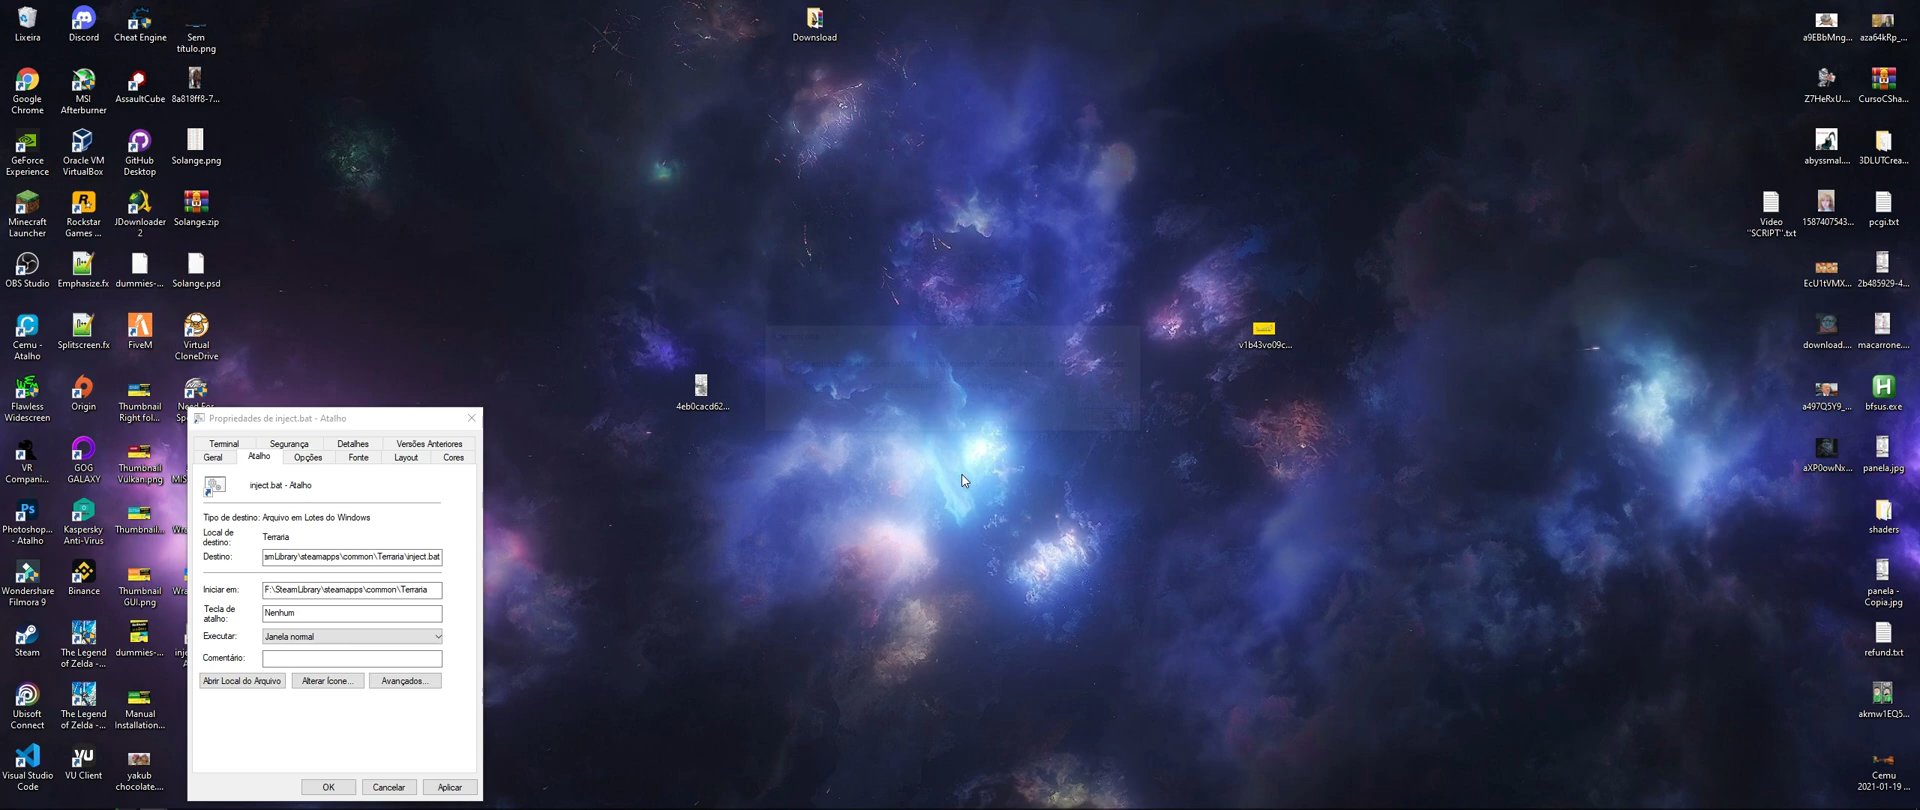 Lixeira
Discord
Cheat Engine
Sem
título.png
Google
Chrome
MSI
Afterburner
AssaultCube
8a818ff8-7...
GeForce
Experience
Oracle VM
VirtualBox
GitHub
Desktop
Solange.png
Minecraft
Launcher
Rockstar
Games ...
JDownloader
2
Solange.zip
OBS Studio
Emphasize.fx
dummies-...
Solange.psd
Cemu -
Atalho
Splitscreen.fx
FiveM
Virtual
CloneDrive
Flawless
Widescreen
Origin
Thumbnail
Right fol...
Need For
VR
Compani...
GOG
GALAXY
Thumbnail
Vulkan.png
Photoshop...
- Atalho
Kaspersky
Anti-Virus
Thumbnail...
Wondershare
Filmora 9
Binance
Thumbnail
GUI.png
Steam
The Legend
of Zelda -...
dummies-...
Ubisoft
Connect
The Legend
of Zelda -...
Manual
Installation...
Visual Studio
Code
VU Client
yakub
chocolate....
Propriedades de inject.bat - Atalho
Terminal
Segurança
Detalhes
Versões Anteriores
Geral
Atalho
Opções
Fonte
Layout
Cores
inject.bat - Atalho
Tipo de destino: Arquivo em Lotes do Windows
Local de
destino:
Terraria
Destino:
amLibrary\steamapps\common\Terraria\inject.bat
Iniciar em:
F:\SteamLibrary\steamapps\common\Terraria
Tecla de
atalho:
Nenhum
Executar:
Janela normal
Comentário:
Abrir Local do Arquivo
Alterar Ícone...
Avançados...
OK
Cancelar
Aplicar
Download
4eb0cacd62...
v1b43vo09c...
a9EBbMng...
aza64kRp_...
Z7HeRxU....
CursoCSha...
abyssmal....
3DLUTCrea...
Video
"SCRIPT".txt
1587407543...
pcgi.txt
EcU1tVMX...
2b485929-4...
download....
macarrone....
a497Q5Y9_...
bfsus.exe
aXP0owNx...
panela.jpg
shaders
panela -
Copia.jpg
refund.txt
akmw1EQ5...
Cemu
2021-01-19 ...